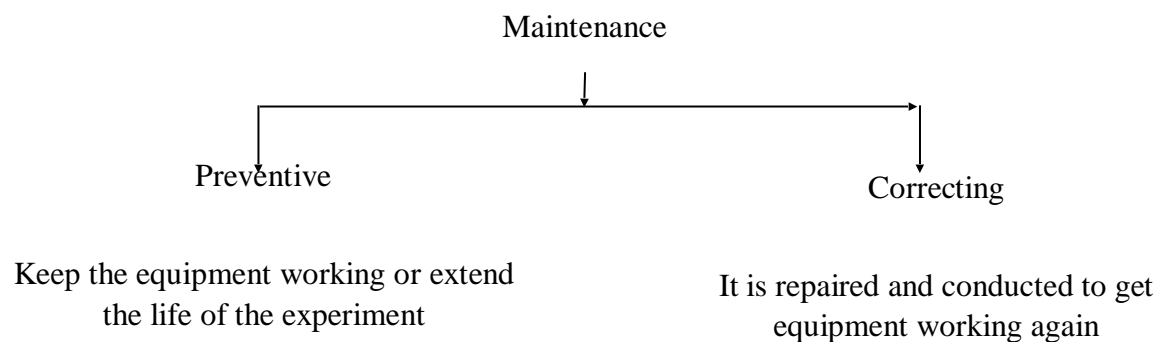 Maintenance
Preventive
Correcting
Keep the equipment working or extend
the life of the experiment
It is repaired and conducted to get
equipment working again